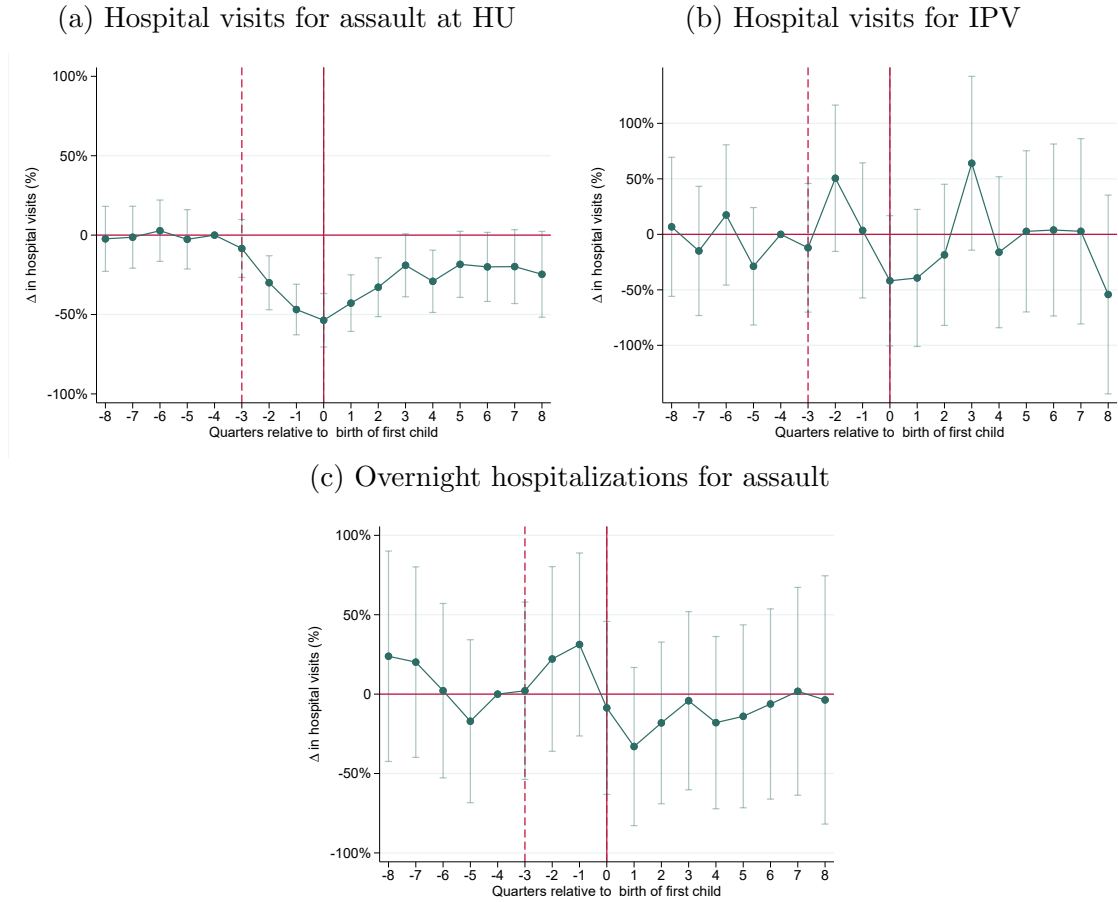 (a) Hospital visits for assault at HU
100%
50%
0
-50%
-100%
Δ in hospital visits (%)
-8 -7 -6 -5 -4 -3 -2 -1 0 1 2 3 4 5 6 7 8
Quarters relative to birth of first child
(b) Hospital visits for IPV
100%
50%
0
-50%
-100%
Δ in hospital visits (%)
-8 -7 -6 -5 -4 -3 -2 -1 0 1 2 3 4 5 6 7 8
Quarters relative to birth of first child
(c) Overnight hospitalizations for assault
100%
50%
0
-50%
-100%
Δ in hospital visits (%)
-8 -7 -6 -5 -4 -3 -2 -1 0 1 2 3 4 5 6 7 8
Quarters relative to birth of first child